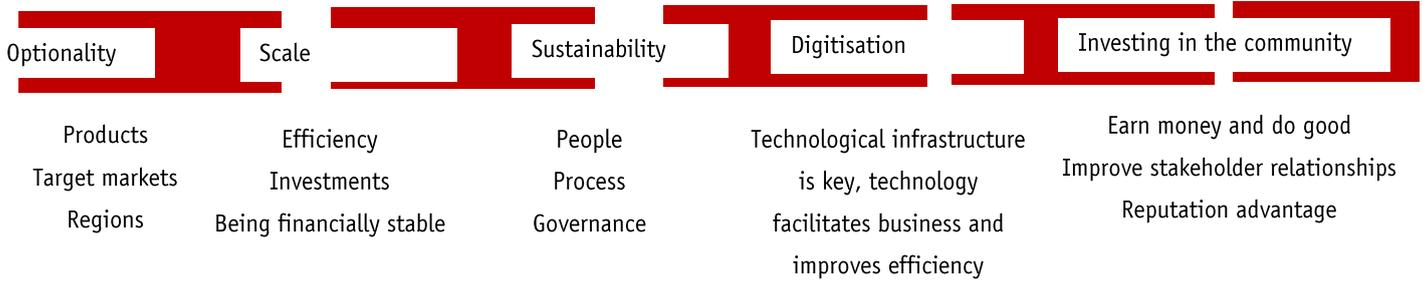 Optionality
Scale
Sustainability
Digitisation
Investing in the community
Products
Target markets
Regions
Efficiency
Investments
Being financially stable
People
Process
Governance
Technological infrastructure
is key, technology
facilitates business and
improves efficiency
Earn money and do good
Improve stakeholder relationships
Reputation advantage